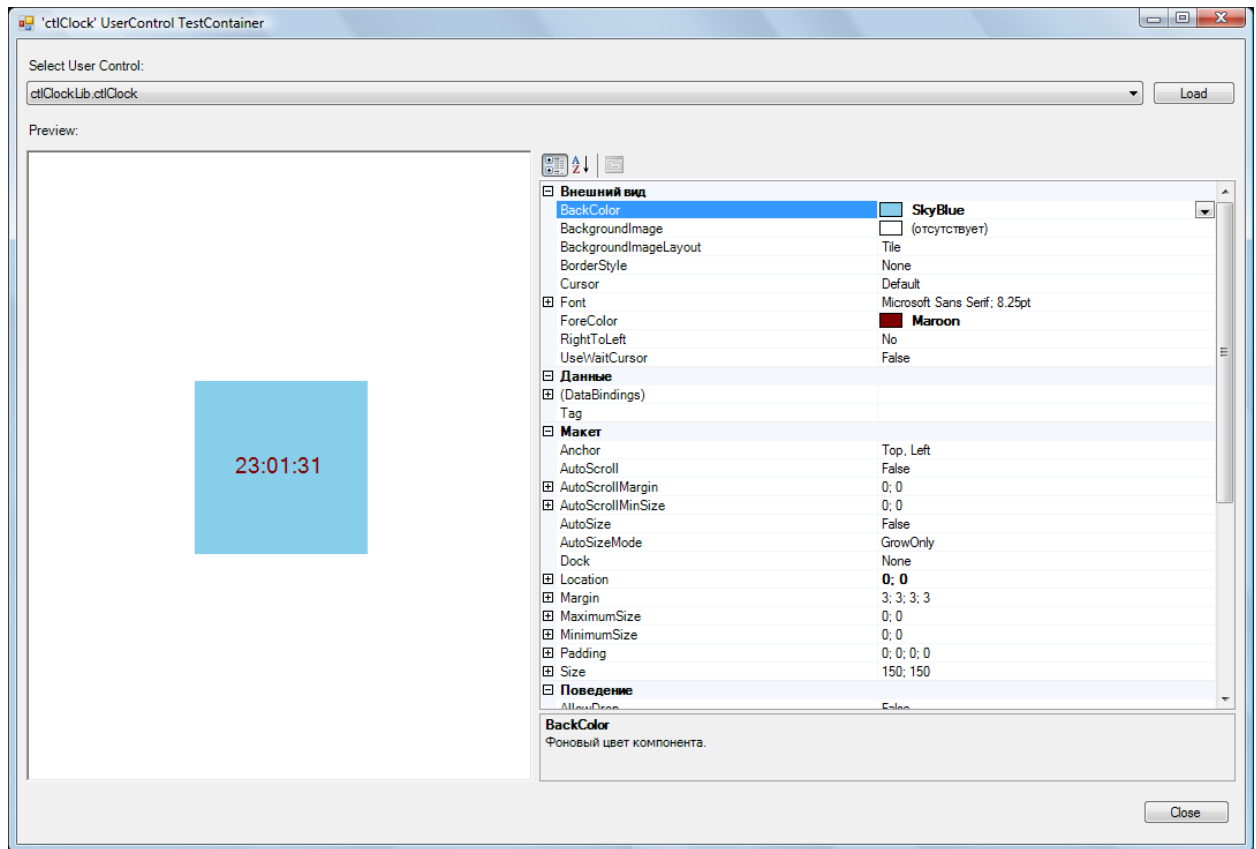 'ctlClock' UserControl TestContainer
Select User Control:
ctlClockLib.ctlClock
Load
Preview:
23:01:31
Внешний вид
BackColor SkyBlue
BackgroundImage (отсутствует)
BackgroundImageLayout Tile
BorderStyle None
Cursor Default
Font Microsoft Sans Serif; 8.25pt
ForeColor Maroon
RightToLeft No
UseWaitCursor False
Данные
(DataBindings)
Tag
Макет
Anchor Top, Left
AutoScroll False
AutoScrollMargin 0; 0
AutoScrollMinSize 0; 0
AutoSize False
AutoSizeMode GrowOnly
Dock None
Location 0; 0
Margin 3; 3; 3; 3
MaximumSize 0; 0
MinimumSize 0; 0
Padding 0; 0; 0; 0
Size 150; 150
Поведение
AllowDrop False
BackColor
Фоновый цвет компонента.
Close